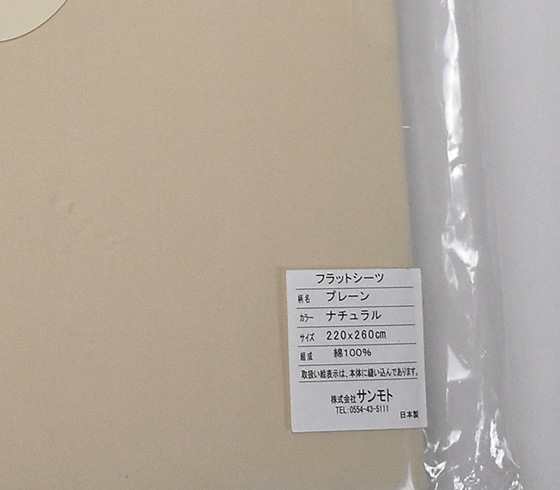 フラットシーツ
柄名 プレーン
カラー ナチュラル
サイズ 220x260cm
組成 綿100%
取扱い絵表示は、本体に縫い込んであります。
株式会社サンモト
TEL:0554-43-5111
日本製